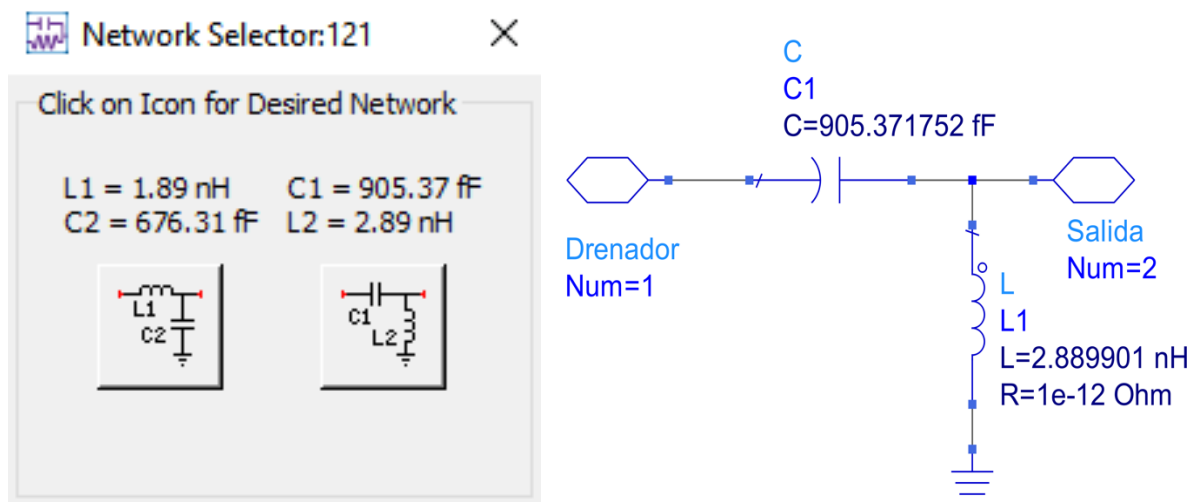 Network Selector:121
Click on Icon for Desired Network
L1 = 1.89 nH C1 = 905.37 fF
C2 = 676.31 fF L2 = 2.89 nH
L1
C2
C1
L2
C
C1
C=905.371752 fF
Drenador
Num=1
Salida
Num=2
L
L1
L=2.889901 nH
R=1e-12 Ohm